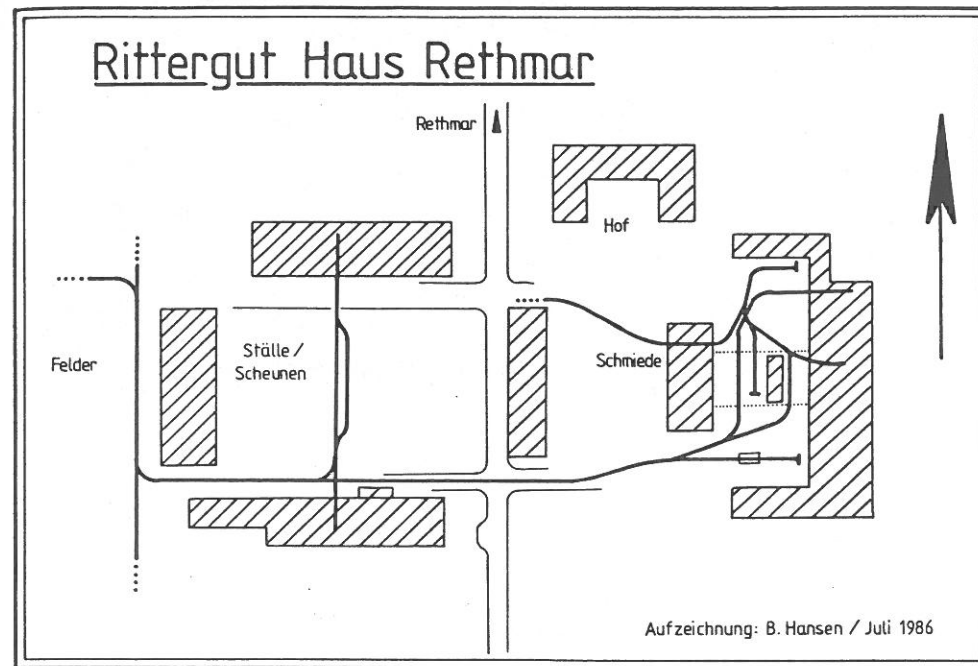 Rittergut Haus Rethmar
Rethmar
Hof
Felder
Ställe /
Scheunen
Schmiede
Aufzeichnung: B. Hansen / Juli 1986